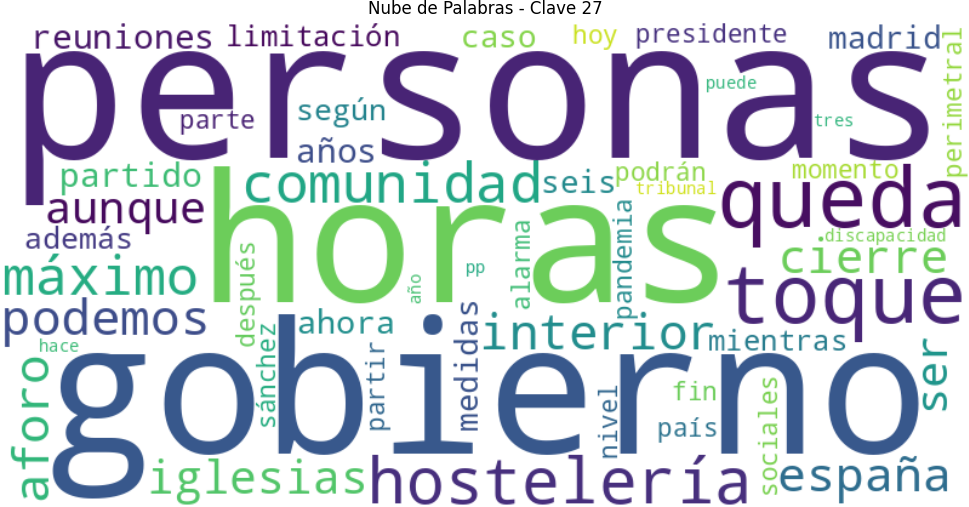 Nube de Palabras - Clave 27
reuniones
limitación
caso
hoy
presidente
madrid
personas
perimetral
puede
parte
según
tres
años
partido
comunidad
seis
podrán
momento
tribunal
queda
aunque
horas
además
discapacidad
después
alarma
pandemia
cierre
máximo
pp
año
toque
podemos
ahora
interior
mientras
hace
sánchez
partir
medidas
gobierno
ser
aforo
nivel
fin
país
sociales
iglesias
hostelería
españa